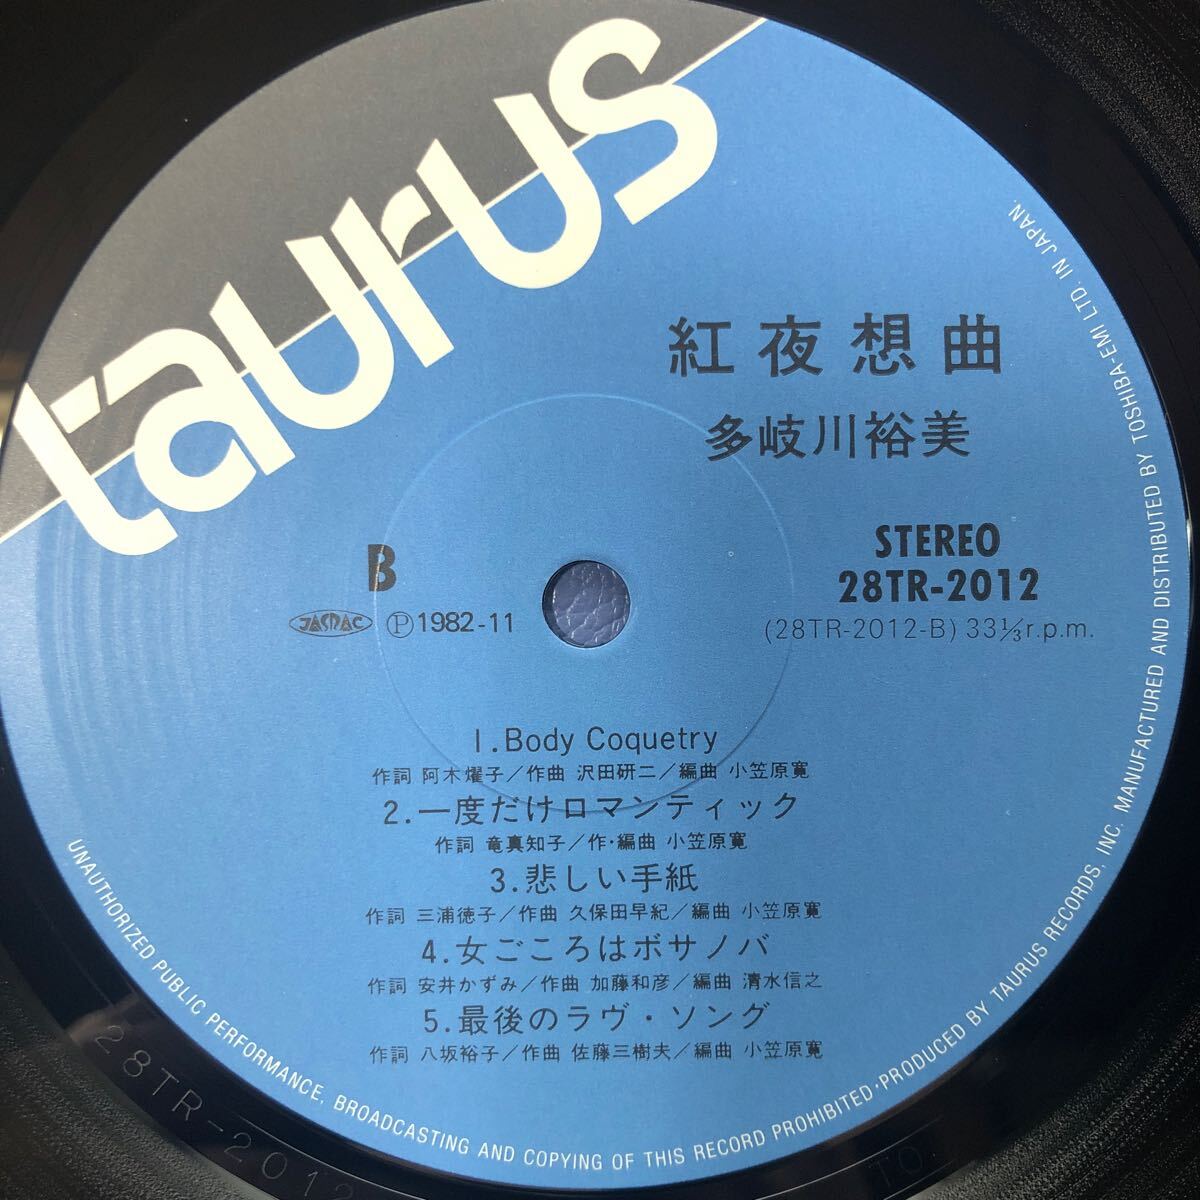 taurus
紅夜想曲
多岐川裕美
STEREO
28TR-2012
(28TR-2012-B) 33⅓r.p.m.
B
JASRAC Ⓟ1982-11
1.Body Coquetry
作詞 阿木燿子／作曲 沢田研二／編曲 小笠原寛
2.一度だけロマンティック
作詞 竜真知子／作・編曲 小笠原寛
3.悲しい手紙
作詞 三浦徳子／作曲 久保田早紀／編曲 小笠原寛
4.女ごころはボサノバ
作詞 安井かずみ／作曲 加藤和彦／編曲 清水信之
5.最後のラヴ・ソング
作詞 八坂裕子／作曲 佐藤三樹夫／編曲 小笠原寛
UNAUTHORIZED PUBLIC PERFORMANCE, BROADCASTING AND COPYING OF THIS RECORD PROHIBITED・PRODUCED BY TAURUS RECORDS, INC. MANUFACTURED AND DISTRIBUTED BY TOSHIBA-EMI LTD. IN JAPAN.
28TR-2012
TO